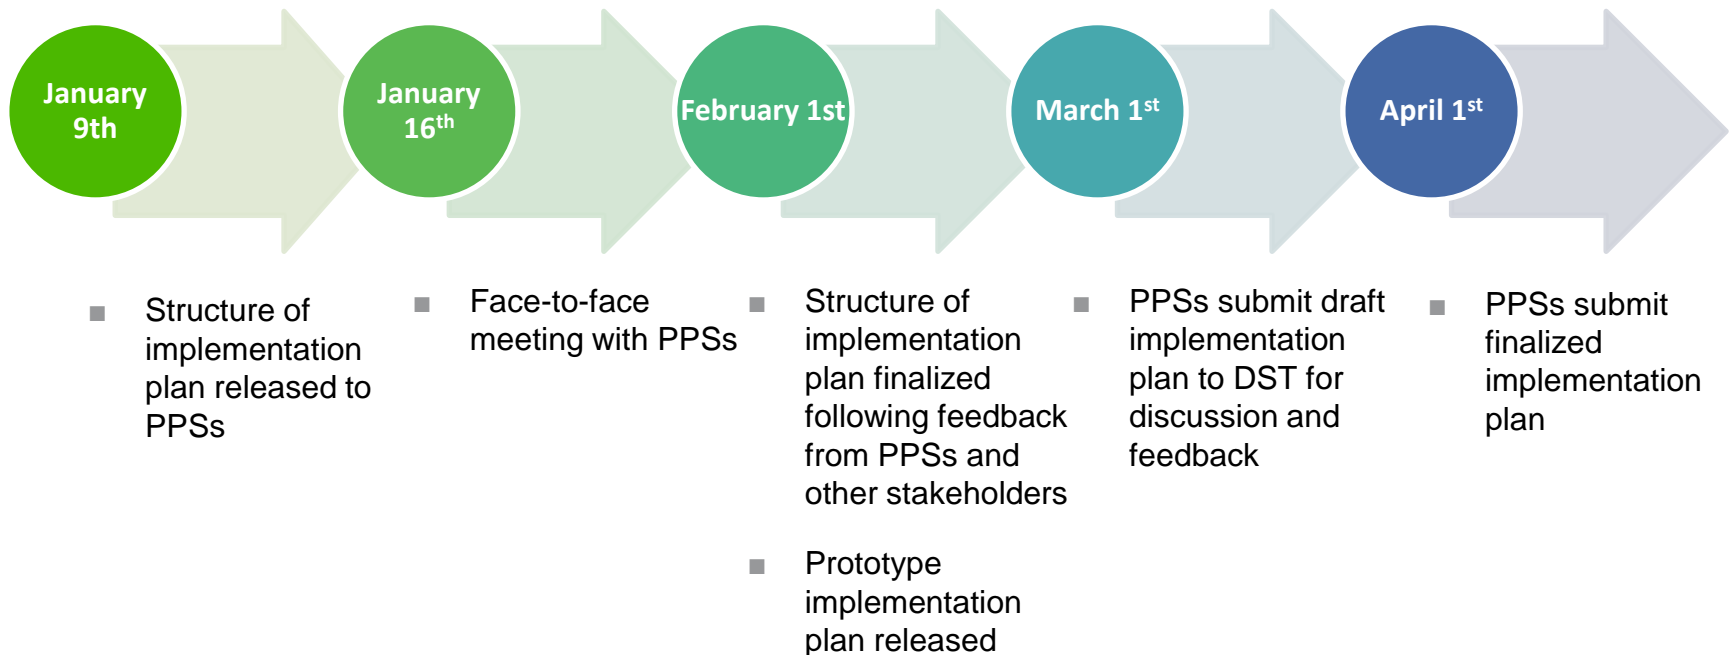 January
9th
January
16th
February 1st
March 1st
April 1st
■ Structure of
implementation
plan released to
PPSs
■ Face-to-face
meeting with PPSs
■ Structure of
implementation
plan finalized
following feedback
from PPSs and
other stakeholders
■ Prototype
implementation
plan released
■ PPSs submit draft
implementation
plan to DST for
discussion and
feedback
■ PPSs submit
finalized
implementation
plan